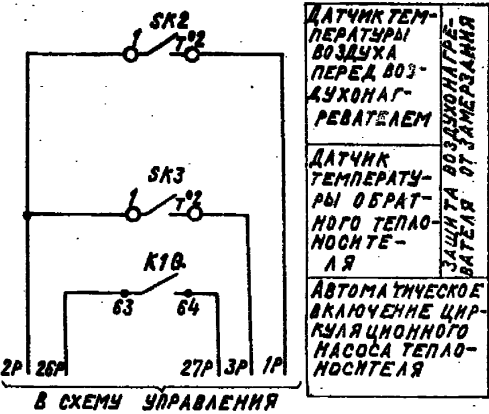 SK2
1 T° 2
SK3
1 T° 2
K1Q
63 64
2Р 26Р 27Р 3Р 1Р
В СХЕМУ УПРАВЛЕНИЯ
ДАТЧИК ТЕМ-
ПЕРАТУРЫ
ВОЗДУХА
ПЕРЕД ВОЗ-
ДУХОНАГ-
РЕВАТЕЛЕМ
ДАТЧИК
ТЕМПЕРАТУ-
РЫ ОБРАТ-
НОГО ТЕПЛО-
НОСИТЕ-
ЛЯ
ЗАЩИТА ВОЗДУХОНАГРЕ-
ВАТЕЛЯ ОТ ЗАМЕРЗАНИЯ
АВТОМАТИЧЕСКОЕ
ВКЛЮЧЕНИЕ ЦИР-
КУЛЯЦИОННОГО
НАСОСА ТЕПЛО-
НОСИТЕЛЯ